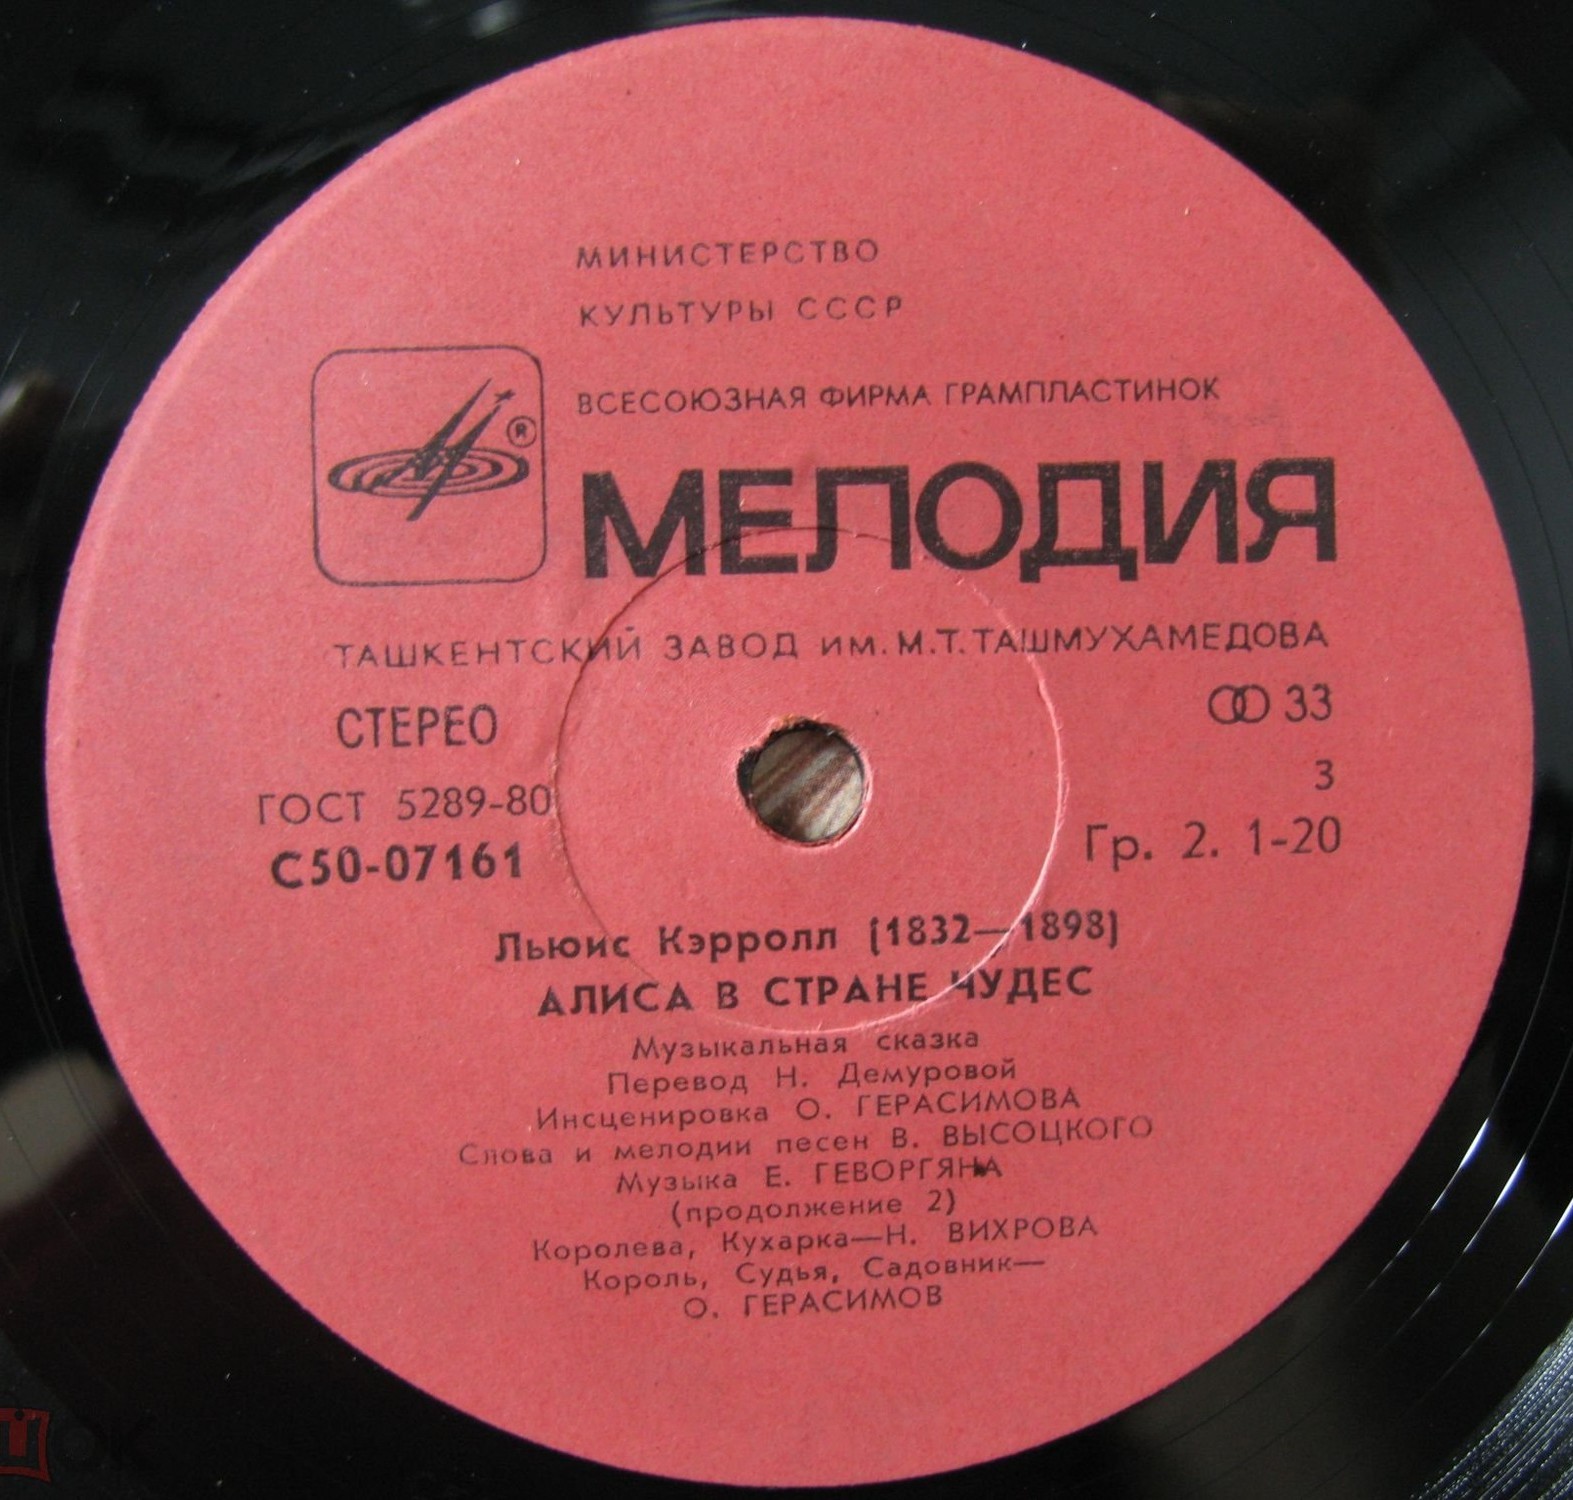 МИНИСТЕРСТВО
КУЛЬТУРЫ СССР
ВСЕСОЮЗНАЯ ФИРМА ГРАМПЛАСТИНОК
®
МЕЛОДИЯ
ТАШКЕНТСКИЙ ЗАВОД ИМ. М.Т.ТАШМУХАМЕДОВА
СТЕРЕО
33
ГОСТ 5289-80
3
С50-07161
Гр. 2. 1-20
Льюис Кэрролл (1832—1898)
АЛИСА В СТРАНЕ ЧУДЕС
Музыкальная сказка
Перевод Н. Демуровой
Инсценировка О. ГЕРАСИМОВА
Слова и мелодии песен В. ВЫСОЦКОГО
Музыка Е. ГЕВОРГЯНА
(продолжение 2)
Королева, Кухарка—Н. ВИХРОВА
Король, Судья, Садовник—
О. ГЕРАСИМОВ